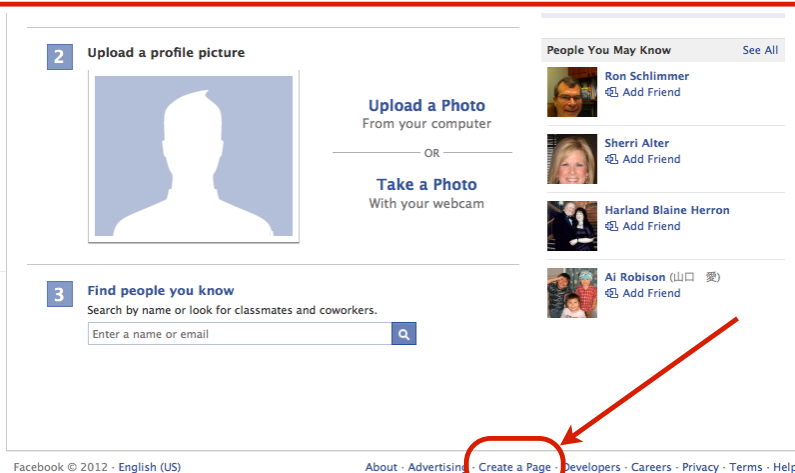 2 Upload a profile picture
Upload a Photo
From your computer
OR
Take a Photo
With your webcam
3 Find people you know
Search by name or look for classmates and coworkers.
Enter a name or email
People You May Know See All
Ron Schlimmer
Add Friend
Sherri Alter
Add Friend
Harland Blaine Herron
Add Friend
Ai Robison (山口 愛)
Add Friend
Facebook © 2012 · English (US)
About · Advertising · Create a Page · Developers · Careers · Privacy · Terms · Help